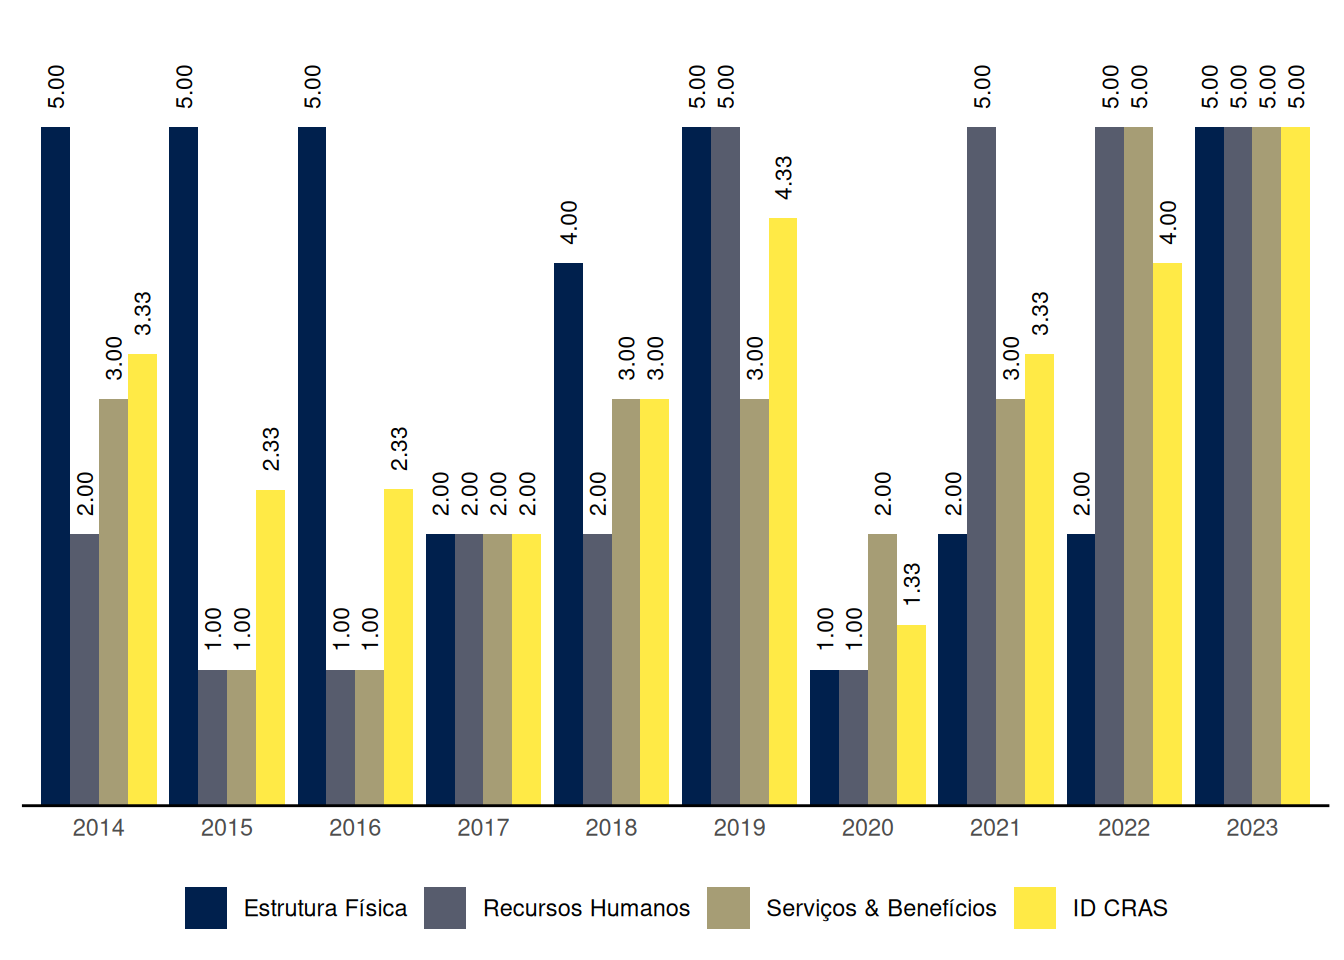 5.00 5.00 5.00 5.00 5.00 5.00 5.00 5.00 5.00 5.00 5.00 5.00
4.33
4.00 4.00
3.33 3.33
3.00 3.00 3.00 3.00 3.00
2.33 2.33
2.00 2.00 2.00 2.00 2.00 2.00 2.00 2.00 2.00
1.33
1.00 1.00 1.00 1.00 1.00 1.00
2014 2015 2016 2017 2018 2019 2020 2021 2022 2023
Estrutura Física Recursos Humanos Serviços & Benefícios ID CRAS